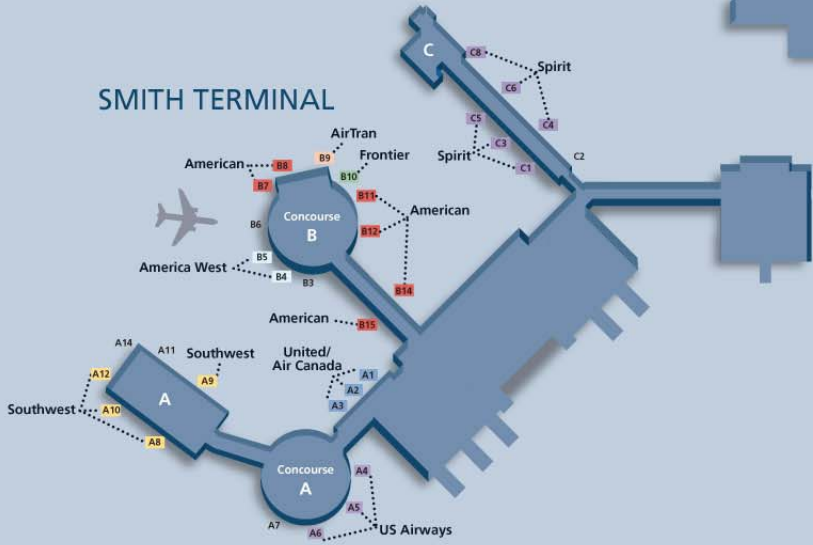 C
C8
Spirit
C6
SMITH TERMINAL
C5
C4
AirTran
C3
Spirit
C2
C1
B9
Frontier
American
B8
B10
B7
B11
American
Concourse
B
B6
B12
B5
America West
B4
B3
B14
American
B15
United/
Air Canada
A14
A11
Southwest
A12
A9
A1
A2
A
A3
Southwest
A10
A8
Concourse
A
A4
A5
A7
A6
US Airways